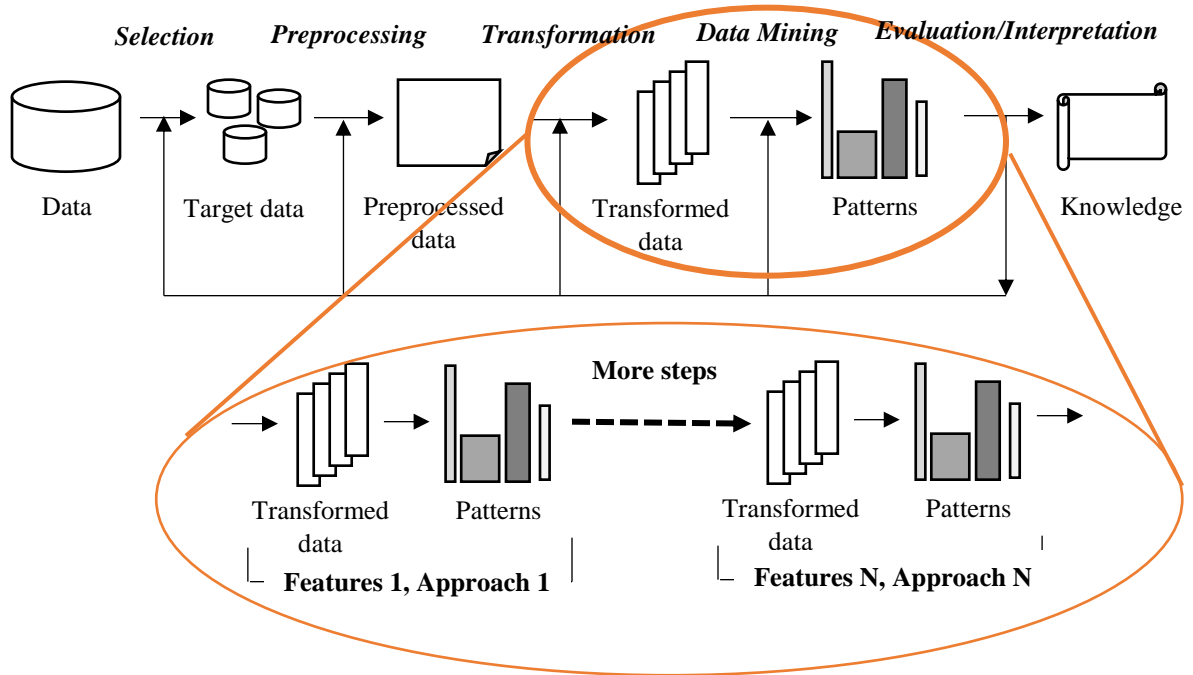 Selection Preprocessing Transformation Data Mining Evaluation/Interpretation
Data
Target data
Preprocessed
data
Transformed
data
Patterns
Knowledge
More steps
Transformed
data
Patterns
Transformed
data
Patterns
Features 1, Approach 1
Features N, Approach N